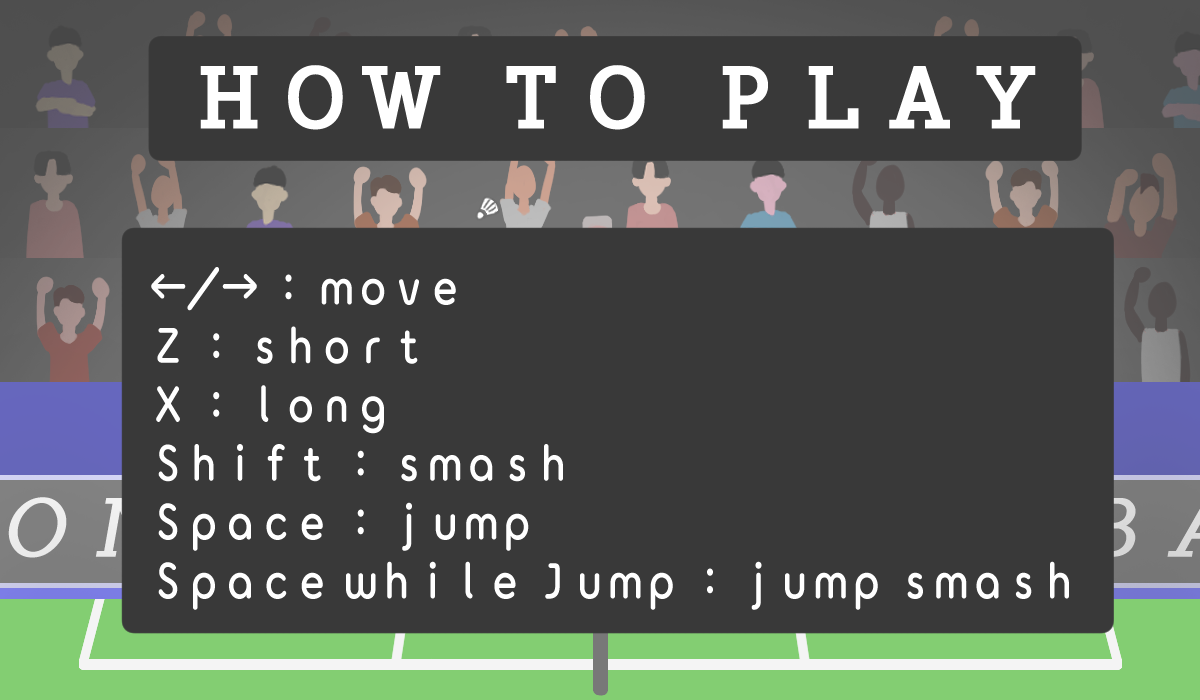 HOW TO PLAY
←/→ : move
Z : short
X : long
Shift : smash
Space : jump
Space while Jump : jump smash